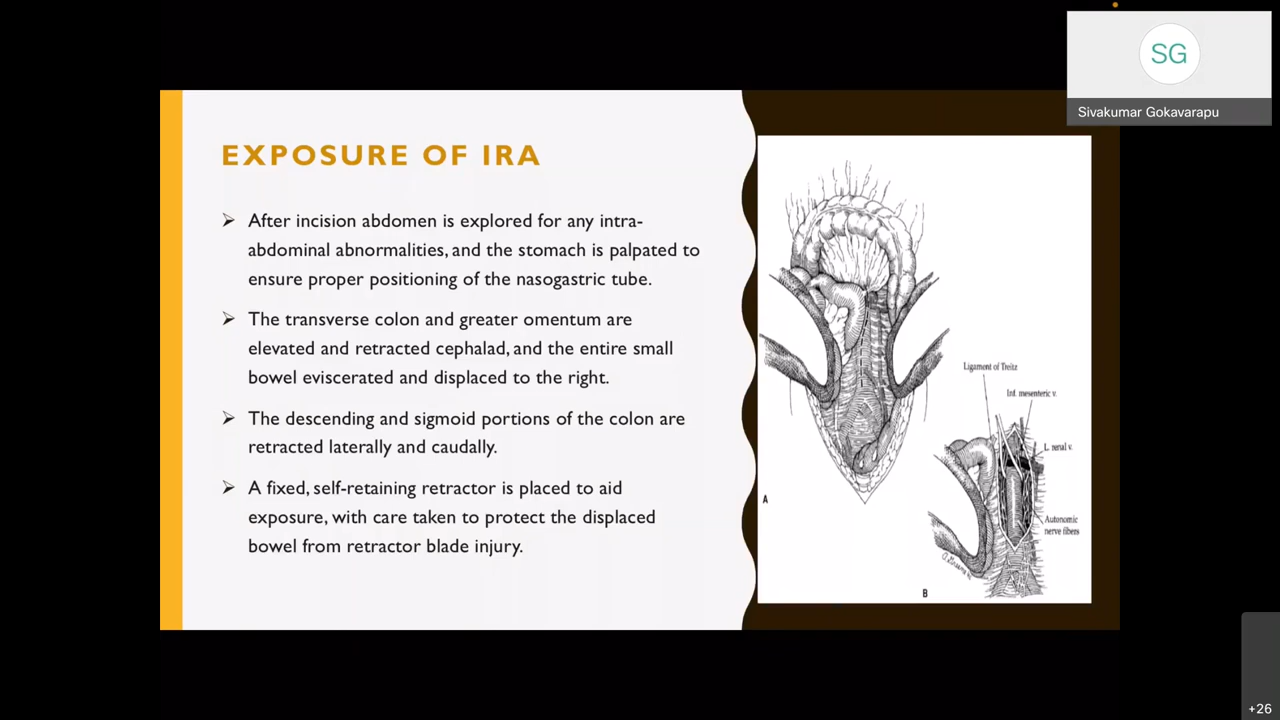 SG
Sivakumar Gokavarapu
EXPOSURE OF IRA
After incision abdomen is explored for any intra-
abdominal abnormalities, and the stomach is palpated to
ensure proper positioning of the nasogastric tube.
The transverse colon and greater omentum are
elevated and retracted cephalad, and the entire small
bowel eviscerated and displaced to the right.
The descending and sigmoid portions of the colon are
retracted laterally and caudally.
A fixed, self-retaining retractor is placed to aid
exposure, with care taken to protect the displaced
bowel from retractor blade injury.
Ligament of Treitz
Inf. mesenteric v.
L. renal v.
A
Autonomic
nerve fibers
B
+26